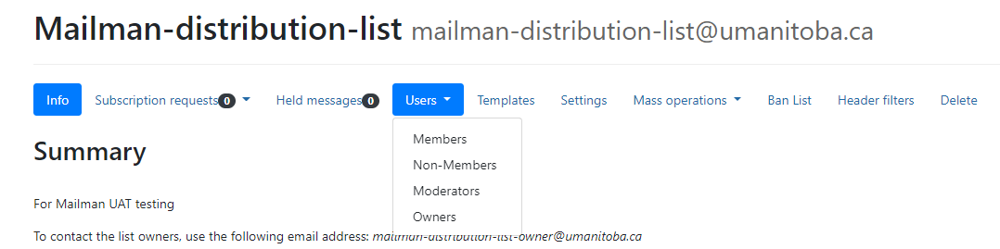 Mailman-distribution-list mailman-distribution-list@umanitoba.ca
Info Subscription requests 0 Held messages 0 Users Templates Settings Mass operations Ban List Header filters Delete
Members
Non-Members
Moderators
Owners
Summary
For Mailman UAT testing
To contact the list owners, use the following email address: mailman-distribution-list-owner@umanitoba.ca